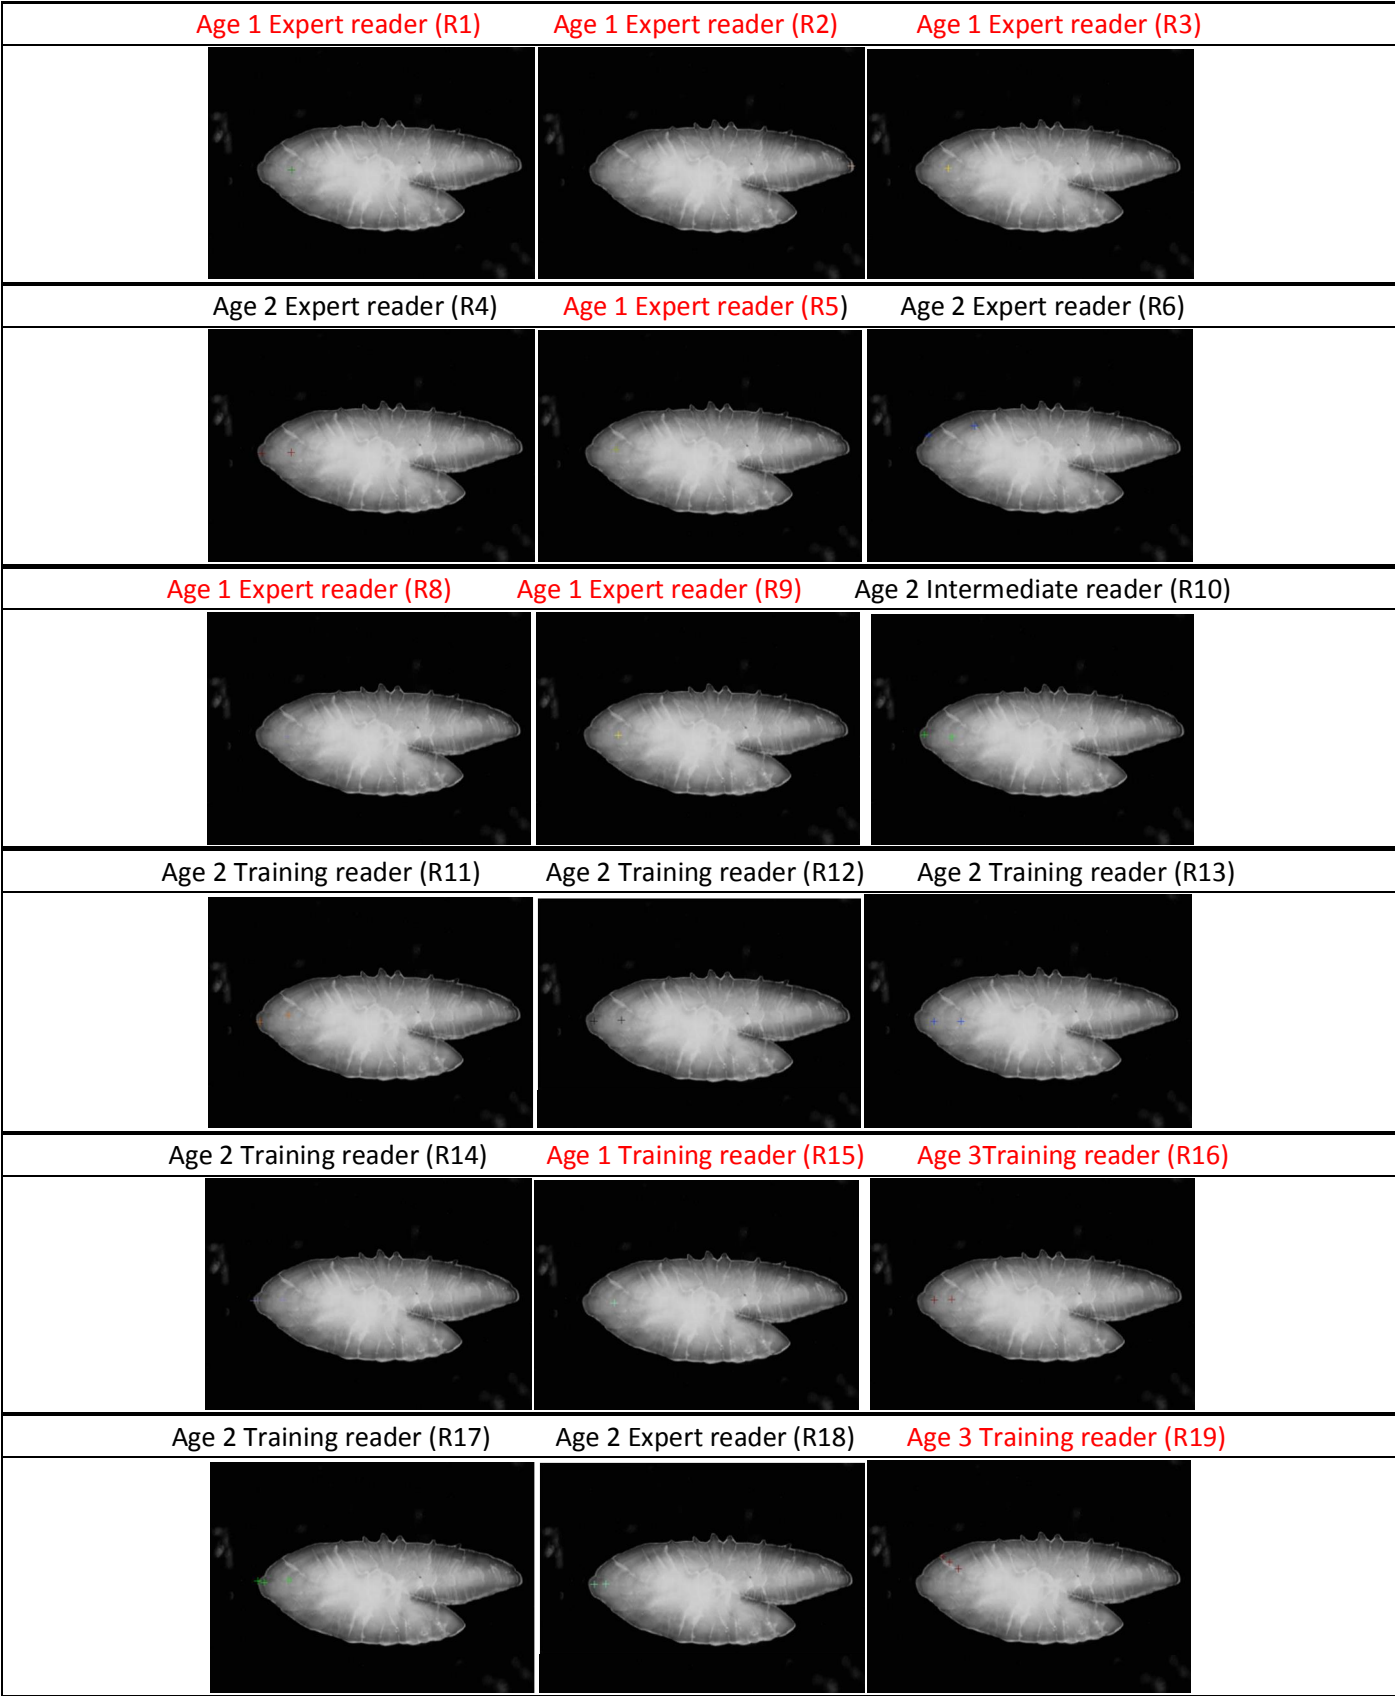 Age 1 Expert reader (R1) Age 1 Expert reader (R2) Age 1 Expert reader (R3)
Age 2 Expert reader (R4) Age 1 Expert reader (R5) Age 2 Expert reader (R6)
Age 1 Expert reader (R8) Age 1 Expert reader (R9) Age 2 Intermediate reader (R10)
Age 2 Training reader (R11) Age 2 Training reader (R12) Age 2 Training reader (R13)
Age 2 Training reader (R14) Age 1 Training reader (R15) Age 3Training reader (R16)
Age 2 Training reader (R17) Age 2 Expert reader (R18) Age 3 Training reader (R19)